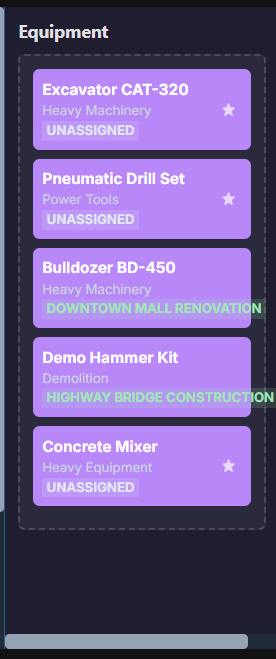 Equipment
Excavator CAT-320
Heavy Machinery
UNASSIGNED
Pneumatic Drill Set
Power Tools
UNASSIGNED
Bulldozer BD-450
Heavy Machinery
DOWNTOWN MALL RENOVATION
Demo Hammer Kit
Demolition
HIGHWAY BRIDGE CONSTRUCTION
Concrete Mixer
Heavy Equipment
UNASSIGNED